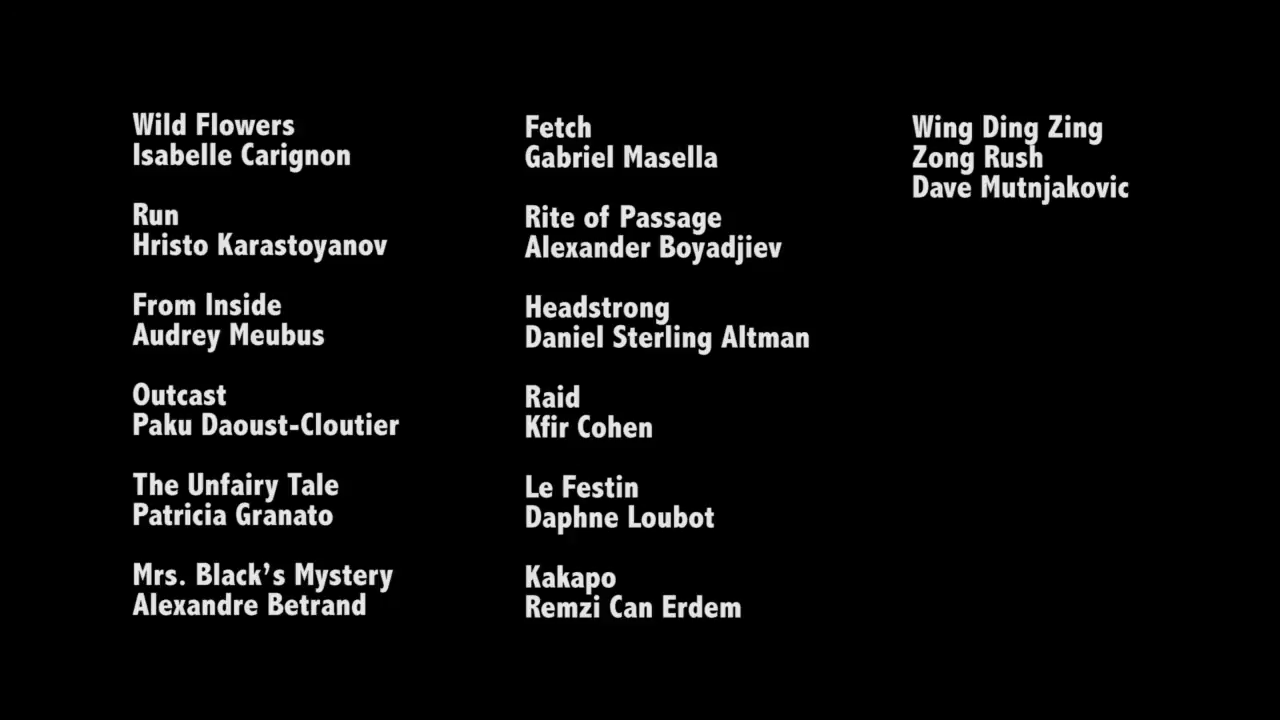 Wild Flowers
Isabelle Carignon
Run
Hristo Karastoyanov
From Inside
Audrey Meubus
Outcast
Paku Daoust-Cloutier
The Unfairy Tale
Patricia Granato
Mrs. Black's Mystery
Alexandre Betrand
Fetch
Gabriel Masella
Rite of Passage
Alexander Boyadjiev
Headstrong
Daniel Sterling Altman
Raid
Kfir Cohen
Le Festin
Daphne Loubot
Kakapo
Remzi Can Erdem
Wing Ding Zing
Zong Rush
Dave Mutnjakovic